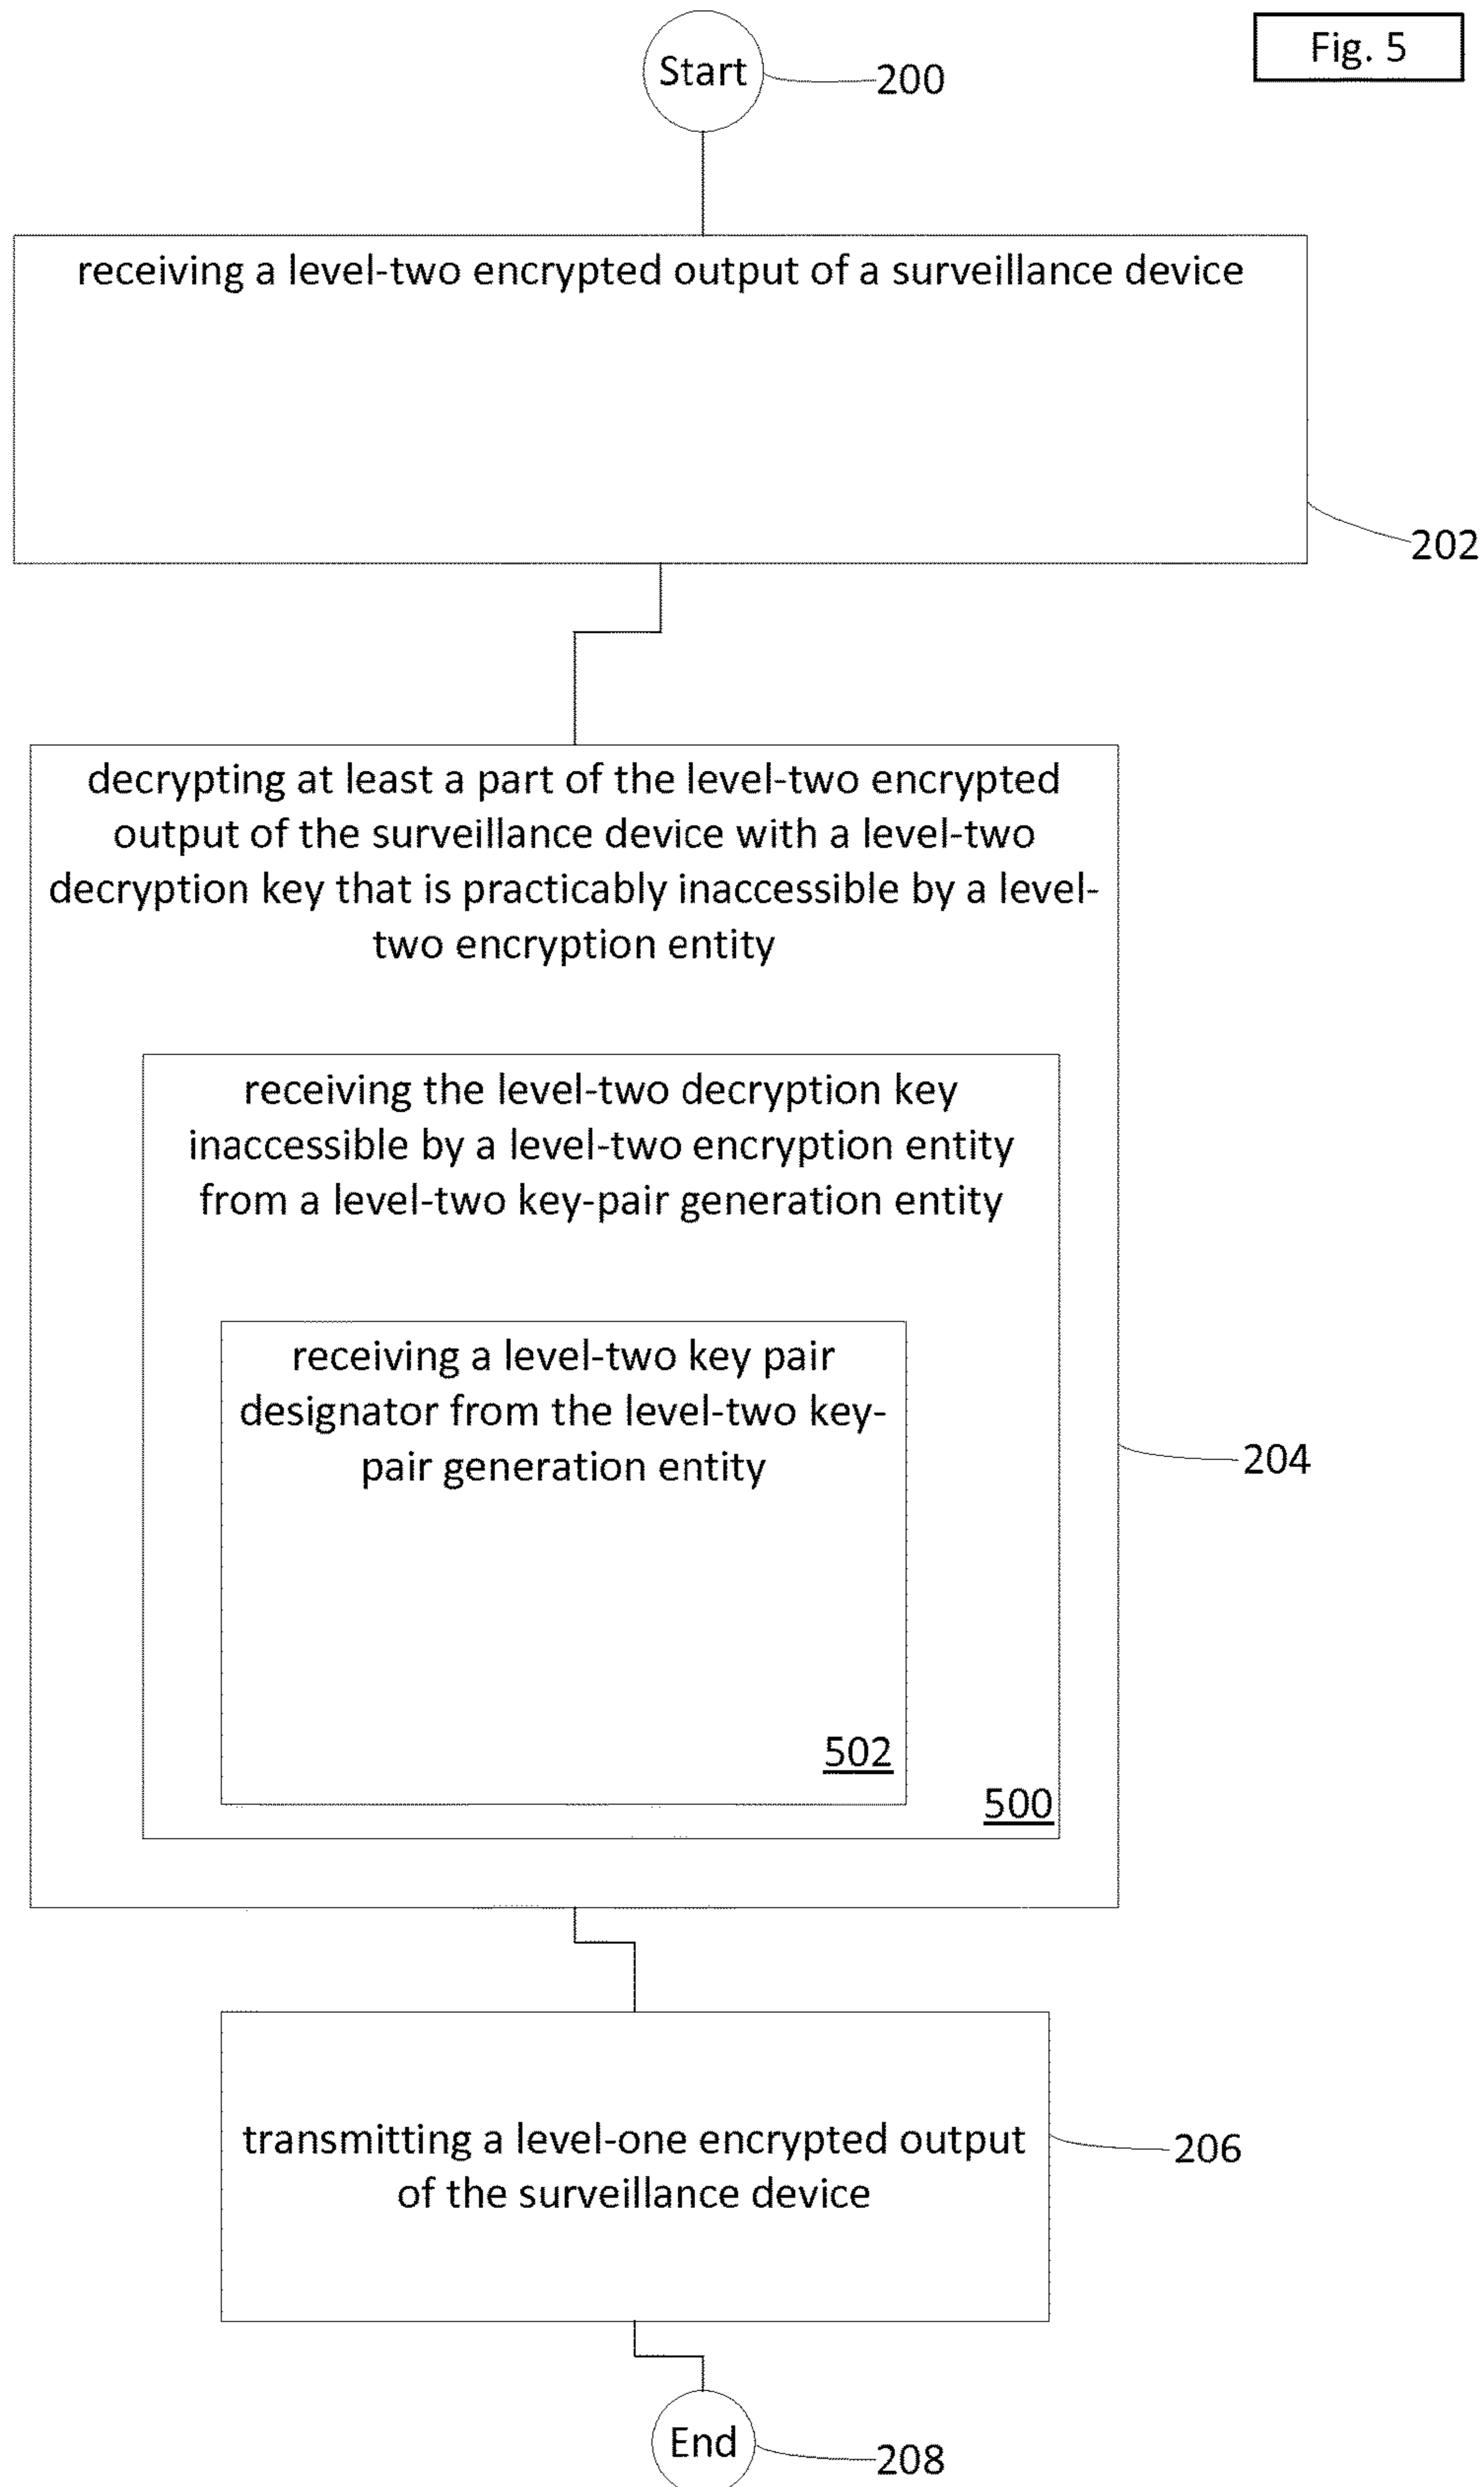 Fig. 5
Start
200
receiving a level-two encrypted output of a surveillance device
202
decrypting at least a part of the level-two encrypted
output of the surveillance device with a level-two
decryption key that is practicably inaccessible by a level-
two encryption entity
receiving the level-two decryption key
inaccessible by a level-two encryption entity
from a level-two key-pair generation entity
receiving a level-two key pair
designator from the level-two key-
pair generation entity
204
502
500
transmitting a level-one encrypted output
of the surveillance device
206
End
208